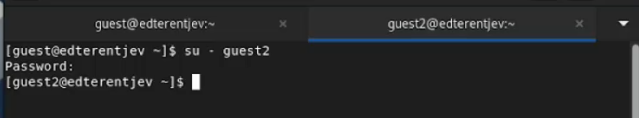 guest@edterentjev:~ × guest2@edterentjev:~ ×
[guest@edterentjev ~]$ su - guest2
Password:
[guest2@edterentjev ~]$